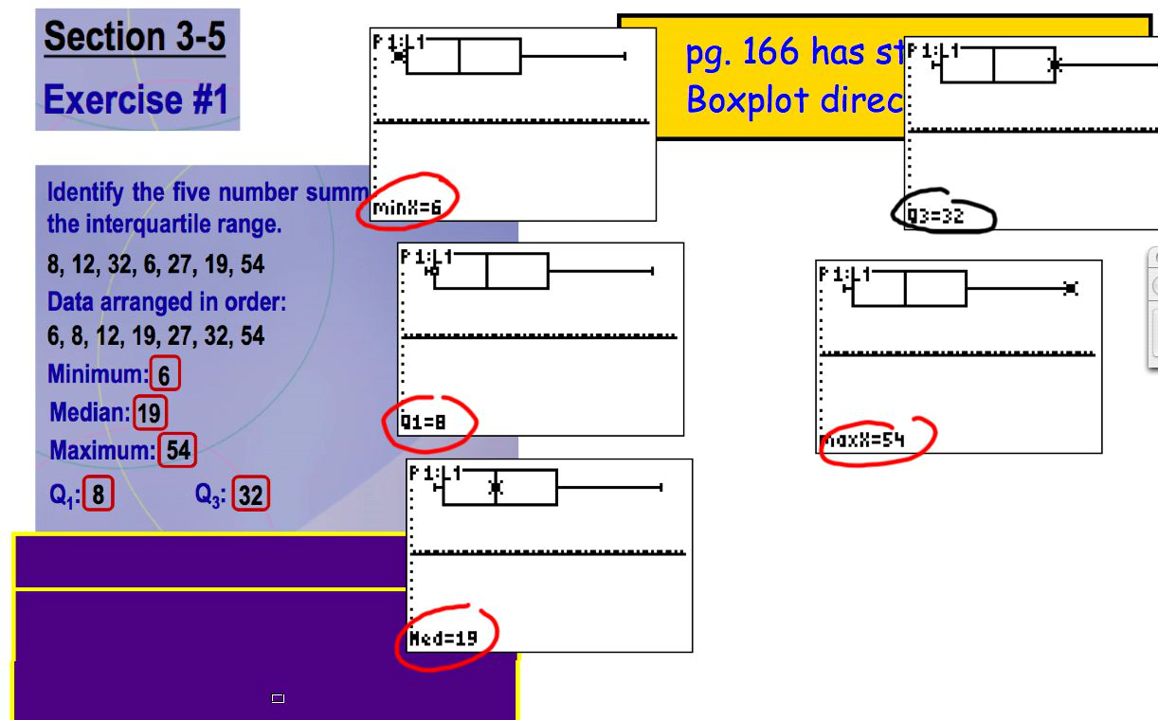 Section 3-5
Exercise #1
pg. 166 has st
Boxplot direc
Identify the five number summ
the interquartile range.
8, 12, 32, 6, 27, 19, 54
Data arranged in order:
6, 8, 12, 19, 27, 32, 54
Minimum: 6
Median: 19
Maximum: 54
Q1: 8 Q3: 32
P1:L1
minX=6
P1:L1
Q1=8
P1:L1
Med=19
P1:L1
Q3=32
P1:L1
maxX=54